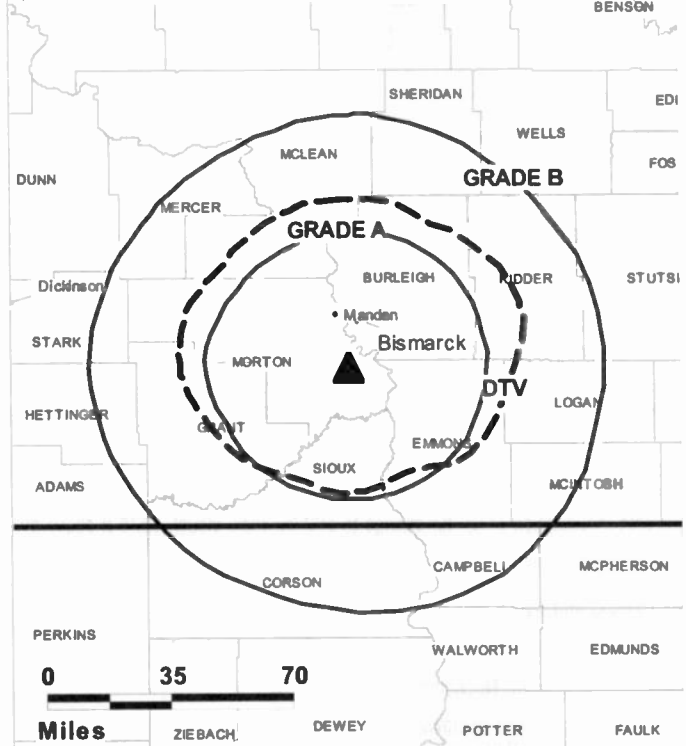 BENSON
SHERIDAN
EDI
WELLS
MCLEAN
FOS
GRADE B
DUNN
MERCER
GRADE A
BURLEIGH
KIDDER
STUTSI
Dickinson
Mandan
STARK
Bismarck
MORTON
DTV
LOGAN
HETTINGER
GRANT
EMMONS
SIOUX
ADAMS
MCINTOSH
CORSON
CAMPBELL
MCPHERSON
PERKINS
WALWORTH
EDMUNDS
0 35 70
Miles
ZIEBACH
DEWEY
POTTER
FAULK